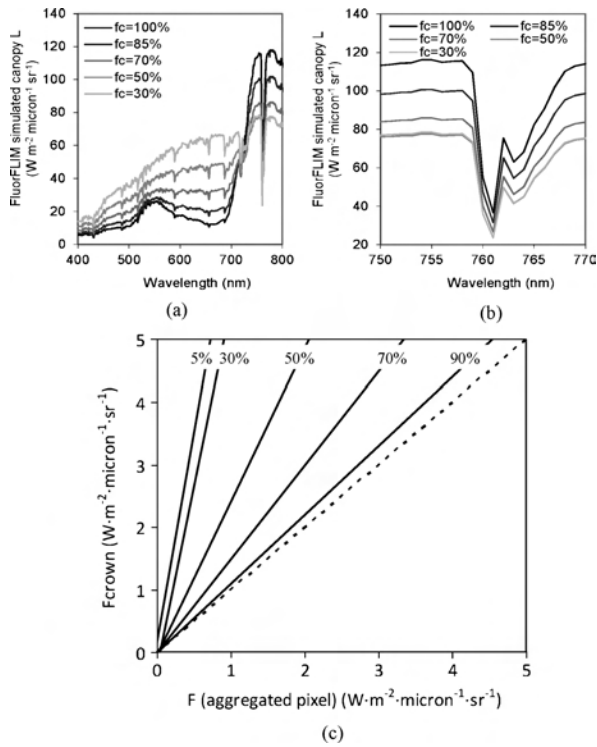 FluorFLIM simulated canopy L
(W m⁻² micron⁻¹ sr⁻¹)
140
120
100
80
60
40
20
0
fc=100%
fc=85%
fc=70%
fc=50%
fc=30%
400 500 600 700 800
Wavelength (nm)
(a)
FluorFLIM simulated canopy L
(W m⁻² micron⁻¹ sr⁻¹)
140
120
100
80
60
40
20
fc=100% fc=85%
fc=70% fc=50%
fc=30%
750 755 760 765 770
Wavelength (nm)
(b)
Fcrown (W·m⁻²·micron⁻¹·sr⁻¹)
5
4
3
2
1
0
5% 30% 50% 70% 90%
0 1 2 3 4 5
F (aggregated pixel) (W·m⁻²·micron⁻¹·sr⁻¹)
(c)